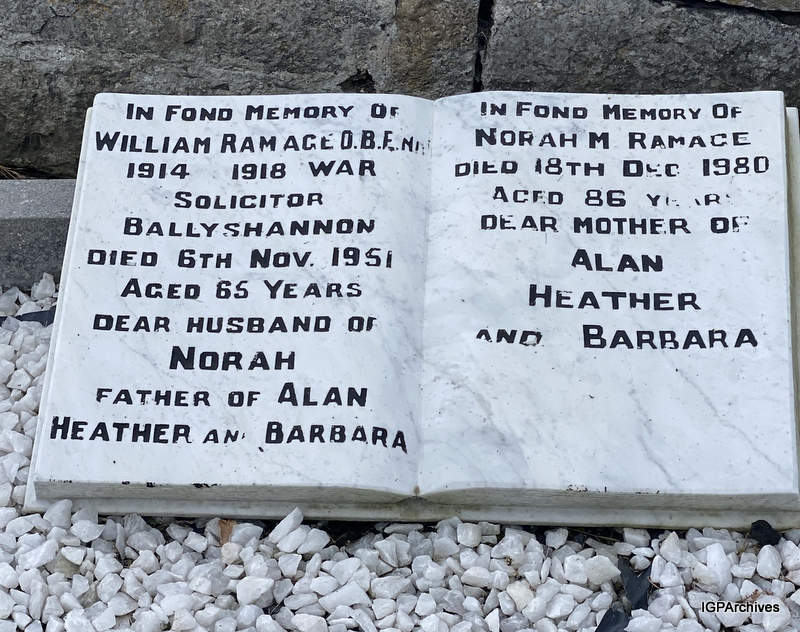 IN FOND MEMORY OF
WILLIAM RAMAGE O.B.E.
1914 1918 WAR
SOLICITOR
BALLYSHANNON
DIED 6TH NOV. 1951
AGED 65 YEARS
DEAR HUSBAND OF
NORAH
FATHER OF ALAN
HEATHER AND BARBARA
IN FOND MEMORY OF
NORAH M RAMAGE
DIED 18TH DEC 1980
AGED 86 YEARS
DEAR MOTHER OF
ALAN
HEATHER
AND BARBARA
IGPArchives